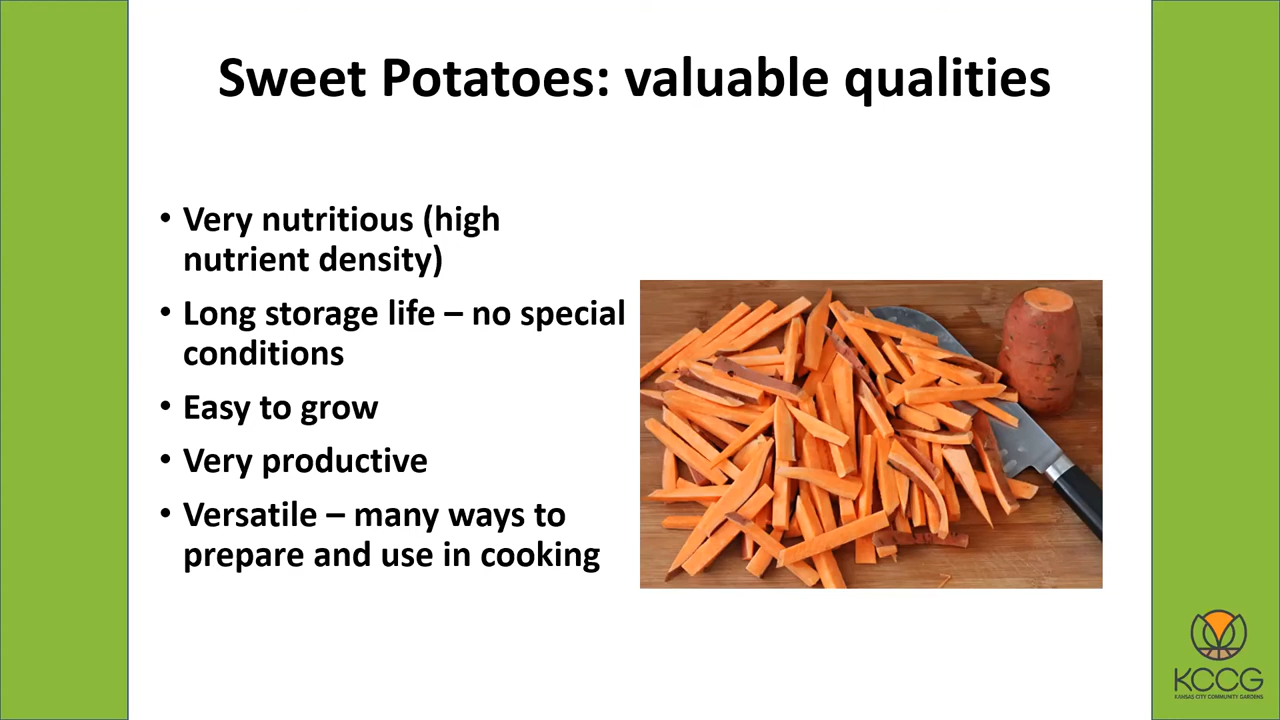 Sweet Potatoes: valuable qualities
• Very nutritious (high
nutrient density)
• Long storage life – no special
conditions
• Easy to grow
• Very productive
• Versatile – many ways to
prepare and use in cooking
KCCG
KANSAS CITY COMMUNITY GARDENS